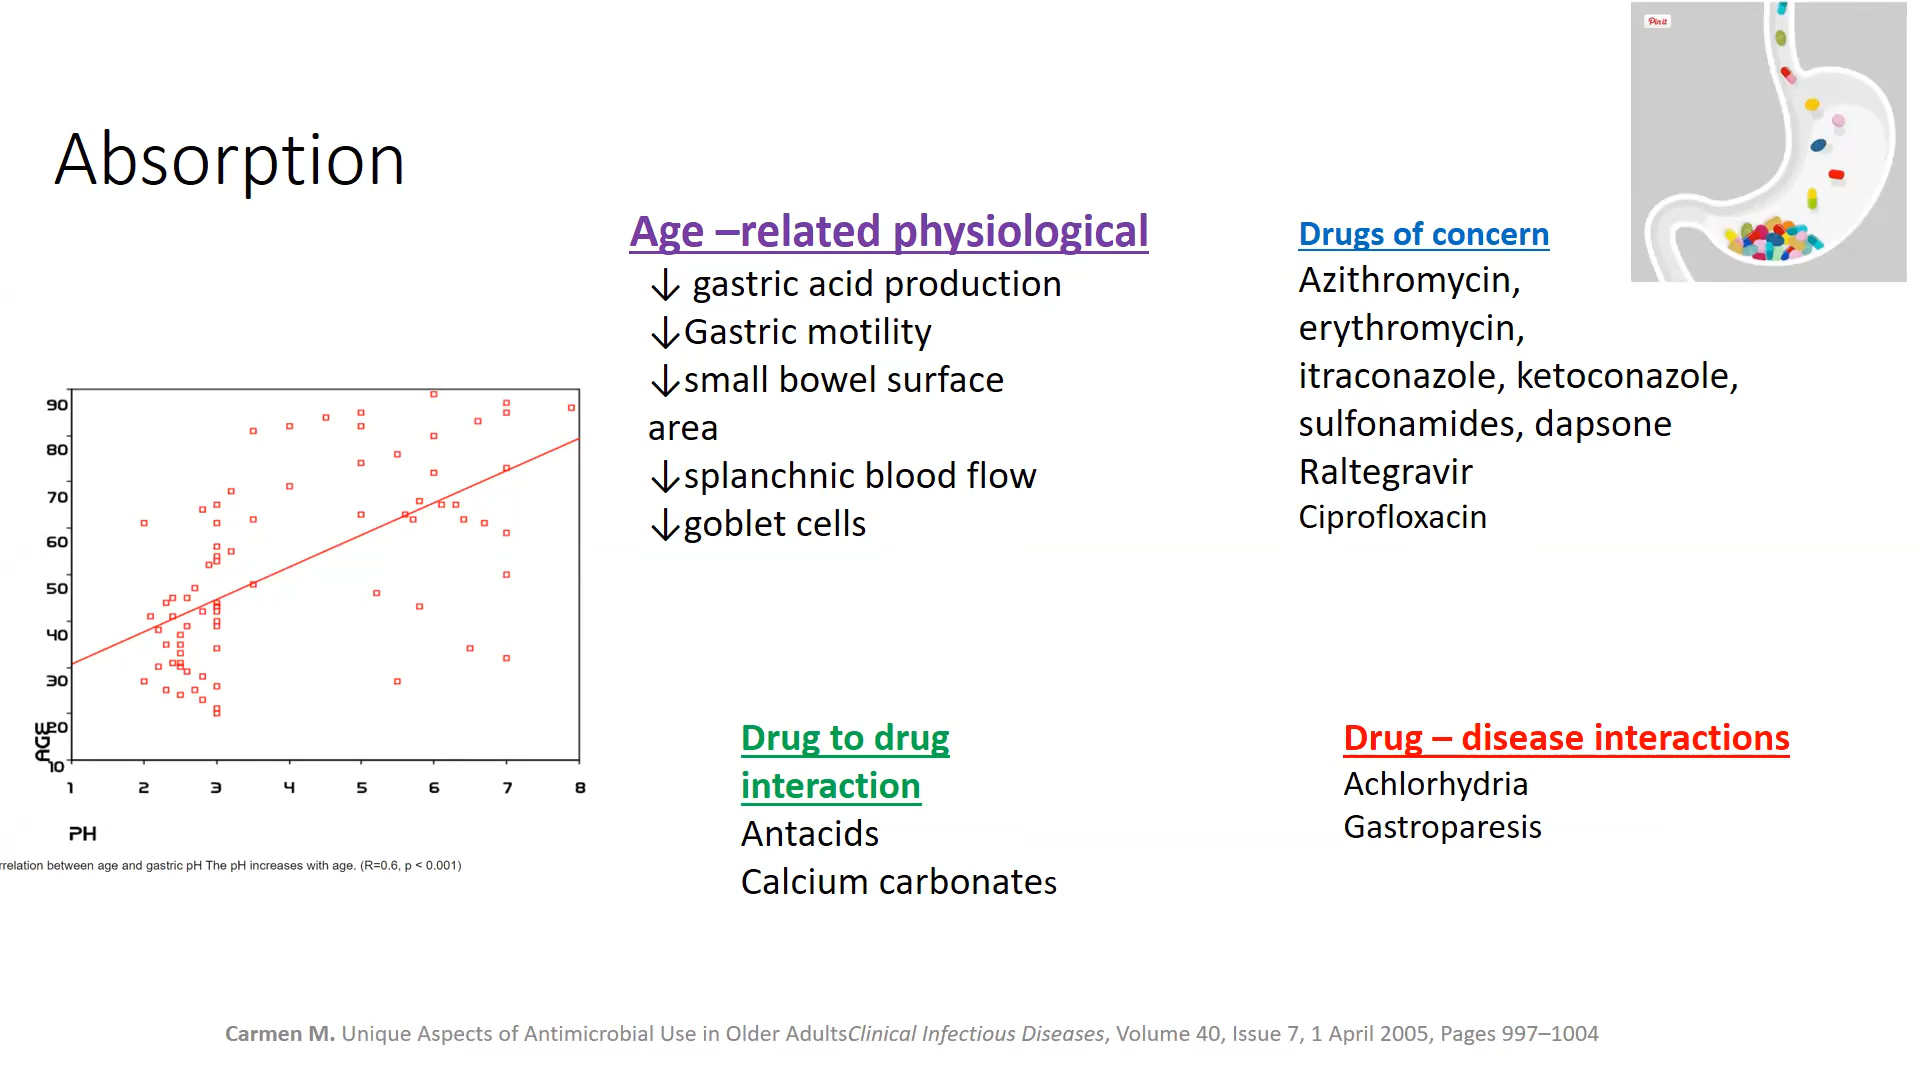 Pinit
Absorption
Age –related physiological
↓ gastric acid production
↓Gastric motility
↓small bowel surface
area
↓splanchnic blood flow
↓goblet cells
Drugs of concern
Azithromycin,
erythromycin,
itraconazole, ketoconazole,
sulfonamides, dapsone
Raltegravir
Ciprofloxacin
90
80
70
60
50
40
30
20
10
AGE
1 2 3 4 5 6 7 8
PH
rrelation between age and gastric pH The pH increases with age. (R=0.6, p < 0.001)
Drug to drug
interaction
Antacids
Calcium carbonates
Drug – disease interactions
Achlorhydria
Gastroparesis
Carmen M. Unique Aspects of Antimicrobial Use in Older AdultsClinical Infectious Diseases, Volume 40, Issue 7, 1 April 2005, Pages 997–1004